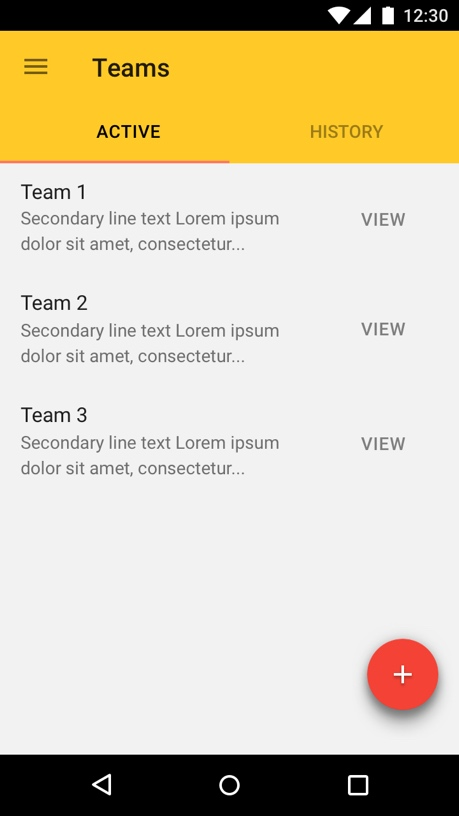 12:30
Teams
ACTIVE
HISTORY
Team 1
Secondary line text Lorem ipsum
dolor sit amet, consectetur...
VIEW
Team 2
Secondary line text Lorem ipsum
dolor sit amet, consectetur...
VIEW
Team 3
Secondary line text Lorem ipsum
dolor sit amet, consectetur...
VIEW